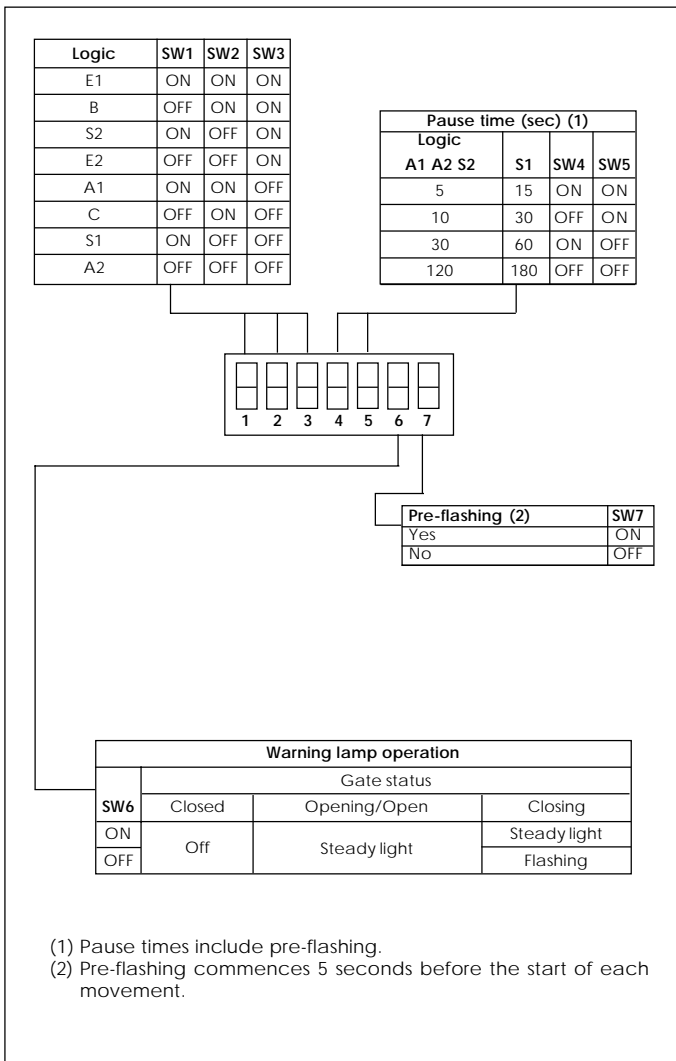 Logic SW1 SW2 SW3
E1 ON ON ON
B OFF ON ON
S2 ON OFF ON
E2 OFF OFF ON
A1 ON ON OFF
C OFF ON OFF
S1 ON OFF OFF
A2 OFF OFF OFF
Pause time (sec) (1)
Logic
A1 A2 S2 S1 SW4 SW5
5 15 ON ON
10 30 OFF ON
30 60 ON OFF
120 180 OFF OFF
1 2 3 4 5 6 7
Pre-flashing (2) SW7
Yes ON
No OFF
Warning lamp operation
Gate status
SW6 Closed Opening/Open Closing
ON Off Steady light Steady light
OFF Flashing
(1) Pause times include pre-flashing.
(2) Pre-flashing commences 5 seconds before the start of each
movement.